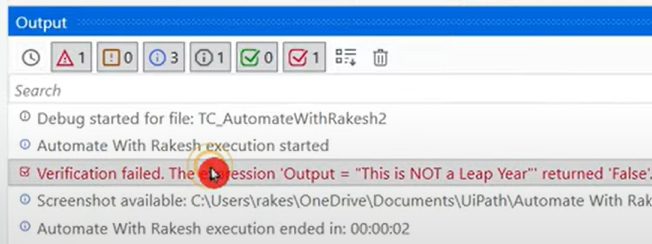 Output
1 0 3 1 0 1
Search
Debug started for file: TC_AutomateWithRakesh2
Automate With Rakesh execution started
Verification failed. The expression 'Output = "This is NOT a Leap Year"' returned 'False'.
Screenshot available: C:\Users\rakes\OneDrive\Documents\UiPath\Automate With Rak
Automate With Rakesh execution ended in: 00:00:02